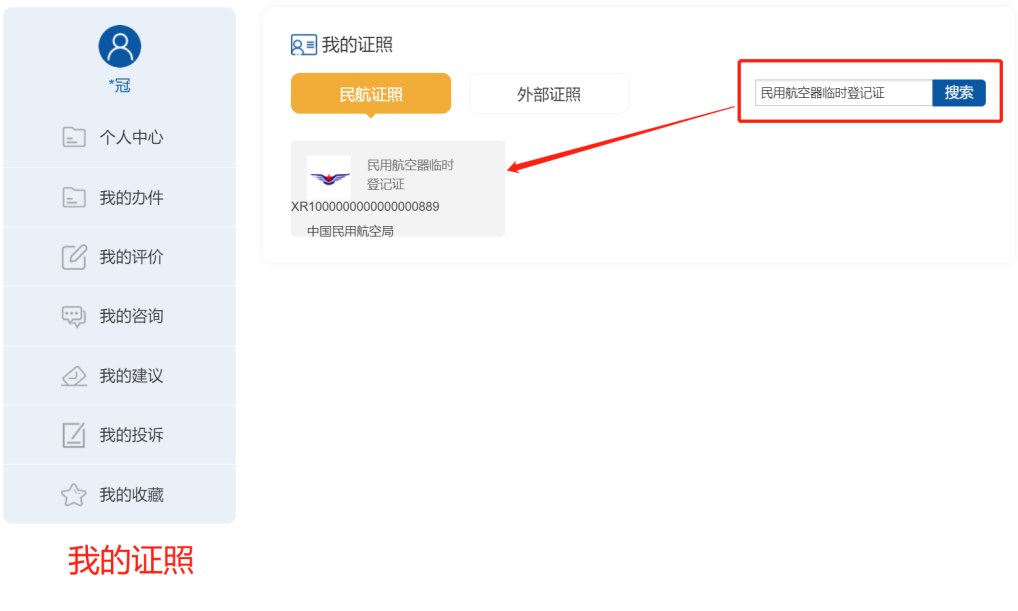 *冠
个人中心
我的办件
我的评价
我的咨询
我的建议
我的投诉
我的收藏
我的证照
我的证照
民航证照
外部证照
民用航空器临时登记证
搜索
民用航空器临时
登记证
XR1000000000000000889
中国民用航空局